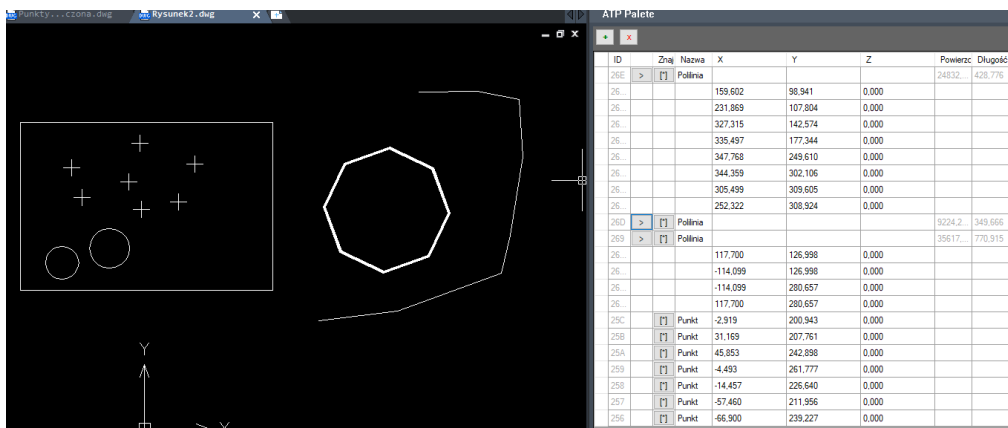 Punkty...czona.dwg Rysunek2.dwg X
ATP Palete
+ x
ID Znaj Nazwa X Y Z Powierzc Długość
26E > [*] Polilinia 24832,... 428,776
26... 159,602 98,941 0,000
26... 231,869 107,804 0,000
26... 327,315 142,574 0,000
26... 335,497 177,344 0,000
26... 347,768 249,610 0,000
26... 344,359 302,106 0,000
26... 305,499 309,605 0,000
26... 252,322 308,924 0,000
26D > [*] Polilinia 9224,2... 349,666
269 > [*] Polilinia 35617,... 770,915
26... 117,700 126,998 0,000
26... -114,099 126,998 0,000
26... -114,099 280,657 0,000
26... 117,700 280,657 0,000
25C [*] Punkt -2,919 200,943 0,000
25B [*] Punkt 31,169 207,761 0,000
25A [*] Punkt 45,853 242,898 0,000
259 [*] Punkt -4,493 261,777 0,000
258 [*] Punkt -14,457 226,640 0,000
257 [*] Punkt -57,460 211,956 0,000
256 [*] Punkt -66,900 239,227 0,000
Y